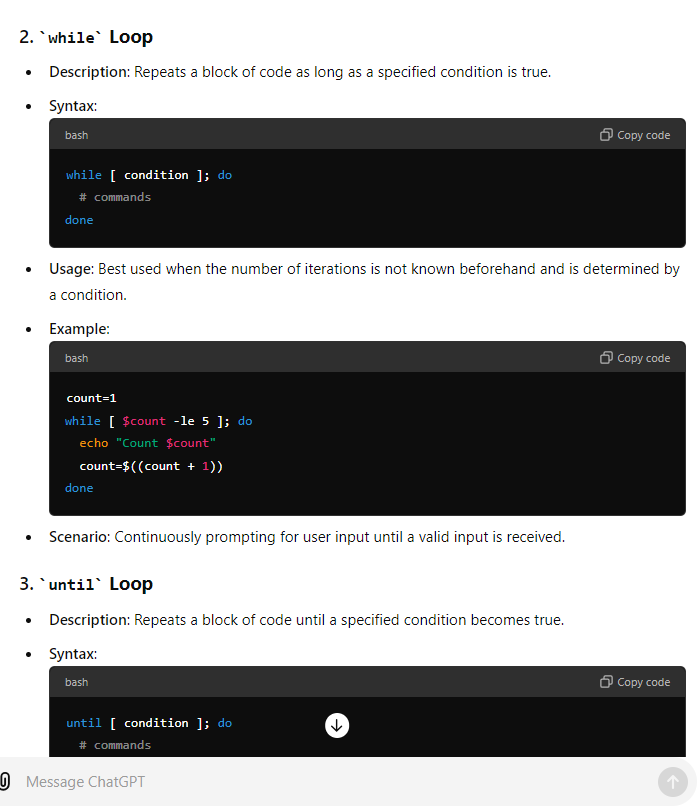 2. `while` Loop
• Description: Repeats a block of code as long as a specified condition is true.
• Syntax:
bash Copy code
while [ condition ]; do
  # commands
done
• Usage: Best used when the number of iterations is not known beforehand and is determined by
a condition.
• Example:
bash Copy code
count=1
while [ $count -le 5 ]; do
  echo "Count $count"
  count=$((count + 1))
done
• Scenario: Continuously prompting for user input until a valid input is received.
3. `until` Loop
• Description: Repeats a block of code until a specified condition becomes true.
• Syntax:
bash Copy code
until [ condition ]; do
  # commands
Message ChatGPT